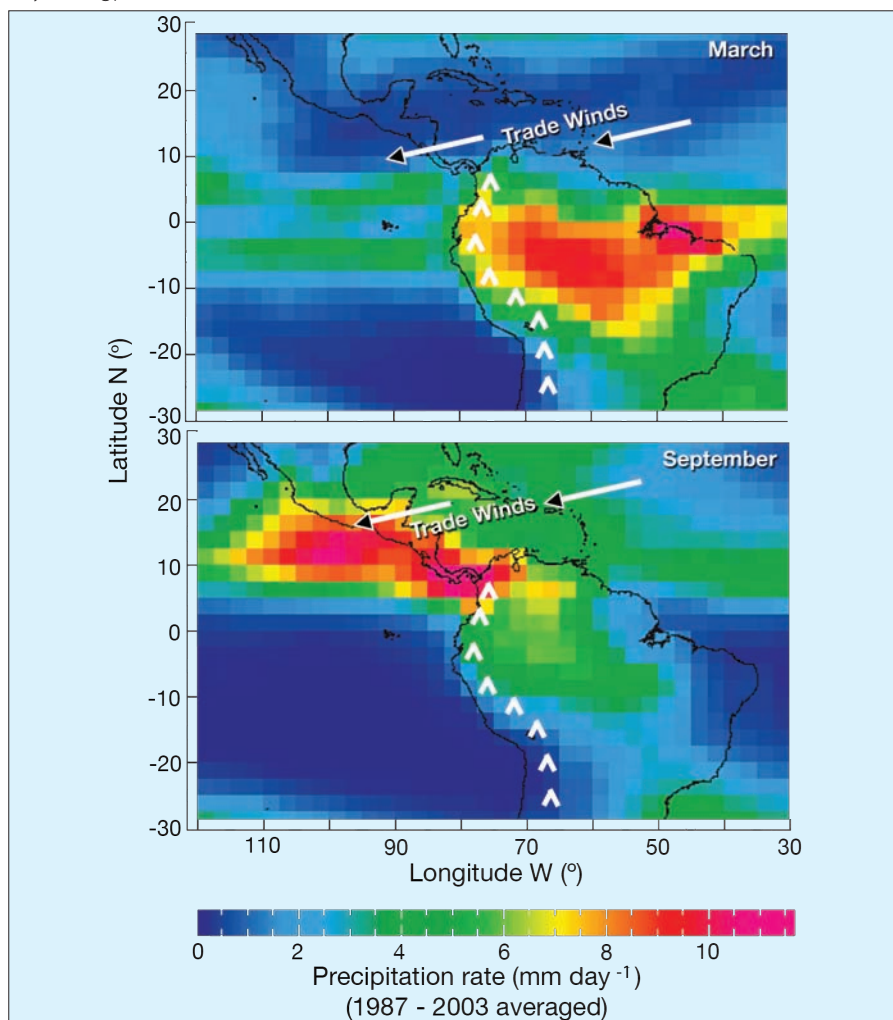 30
March
20
Trade Winds
10
0
-10
-20
-30
Latitude N (º)
30
September
20
Trade Winds
10
0
-10
-20
-30
110 90 70 50 30
Longitude W (º)
0 2 4 6 8 10
Precipitation rate (mm day -1)
(1987 - 2003 averaged)